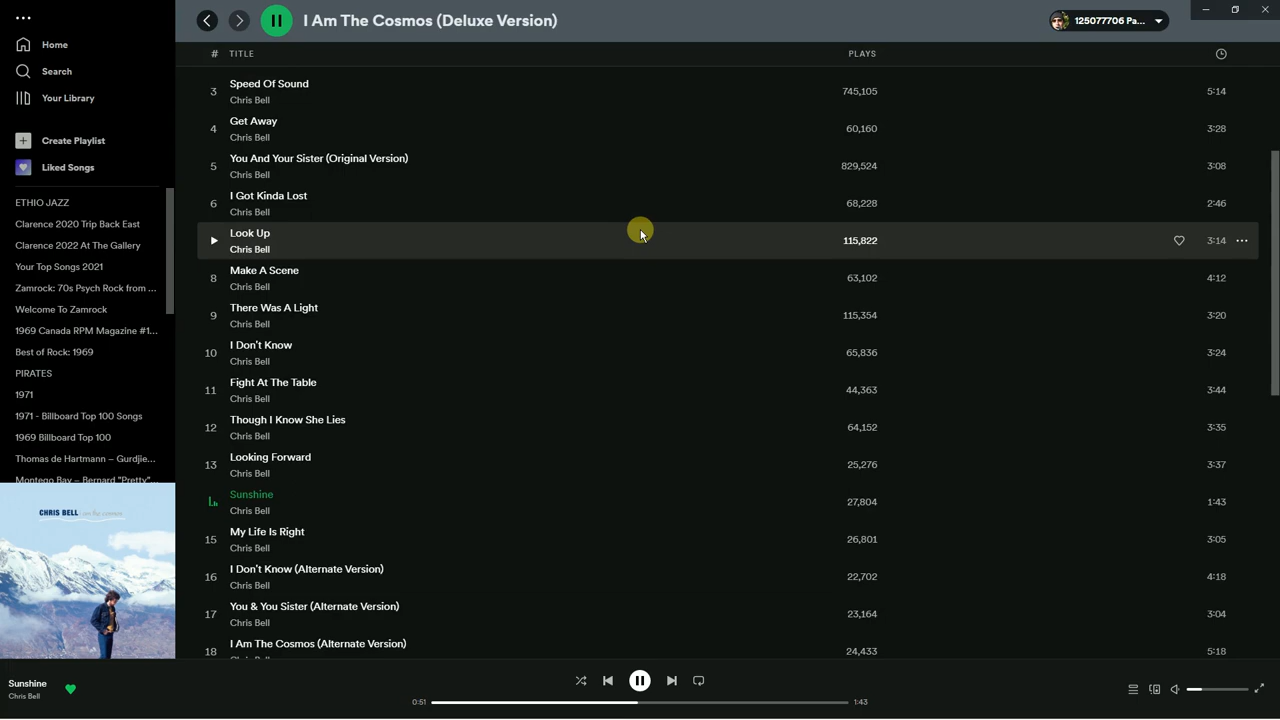 I Am The Cosmos (Deluxe Version)
125077706 Pa...
Home
Search
Your Library
Create Playlist
Liked Songs
ETHIO JAZZ
Clarence 2020 Trip Back East
Clarence 2022 At The Gallery
Your Top Songs 2021
Zamrock: 70s Psych Rock from ...
Welcome To Zamrock
1969 Canada RPM Magazine #1...
Best of Rock: 1969
PIRATES
1971
1971 - Billboard Top 100 Songs
1969 Billboard Top 100
Thomas de Hartmann – Gurdjie...
Montego Bay – Bernard "Pretty"...
# TITLE PLAYS
3 Speed Of Sound 745,105 5:14
Chris Bell
4 Get Away 60,160 3:28
Chris Bell
5 You And Your Sister (Original Version) 829,524 3:08
Chris Bell
6 I Got Kinda Lost 68,228 2:46
Chris Bell
Look Up 115,822 3:14
Chris Bell
8 Make A Scene 63,102 4:12
Chris Bell
9 There Was A Light 115,354 3:20
Chris Bell
10 I Don't Know 65,836 3:24
Chris Bell
11 Fight At The Table 44,363 3:44
Chris Bell
12 Though I Know She Lies 64,152 3:35
Chris Bell
13 Looking Forward 25,276 3:37
Chris Bell
Sunshine 27,804 1:43
Chris Bell
15 My Life Is Right 26,801 3:05
Chris Bell
16 I Don't Know (Alternate Version) 22,702 4:18
Chris Bell
17 You & You Sister (Alternate Version) 23,164 3:04
Chris Bell
18 I Am The Cosmos (Alternate Version) 24,433 5:18
Chris Bell
CHRIS BELL
Sunshine
Chris Bell
0:51 1:43